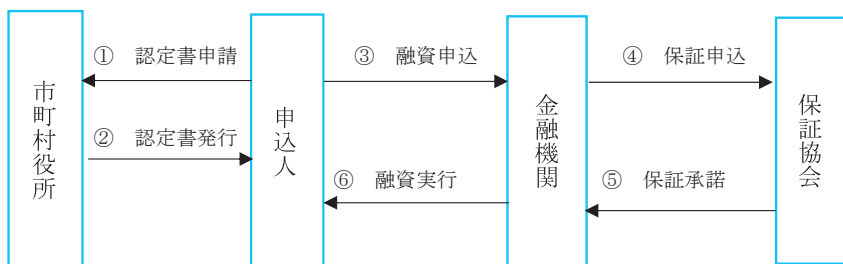 ① 認定書申請
③ 融資申込
④ 保証申込
市町村役所
申込人
金融機関
保証協会
② 認定書発行
⑥ 融資実行
⑤ 保証承諾